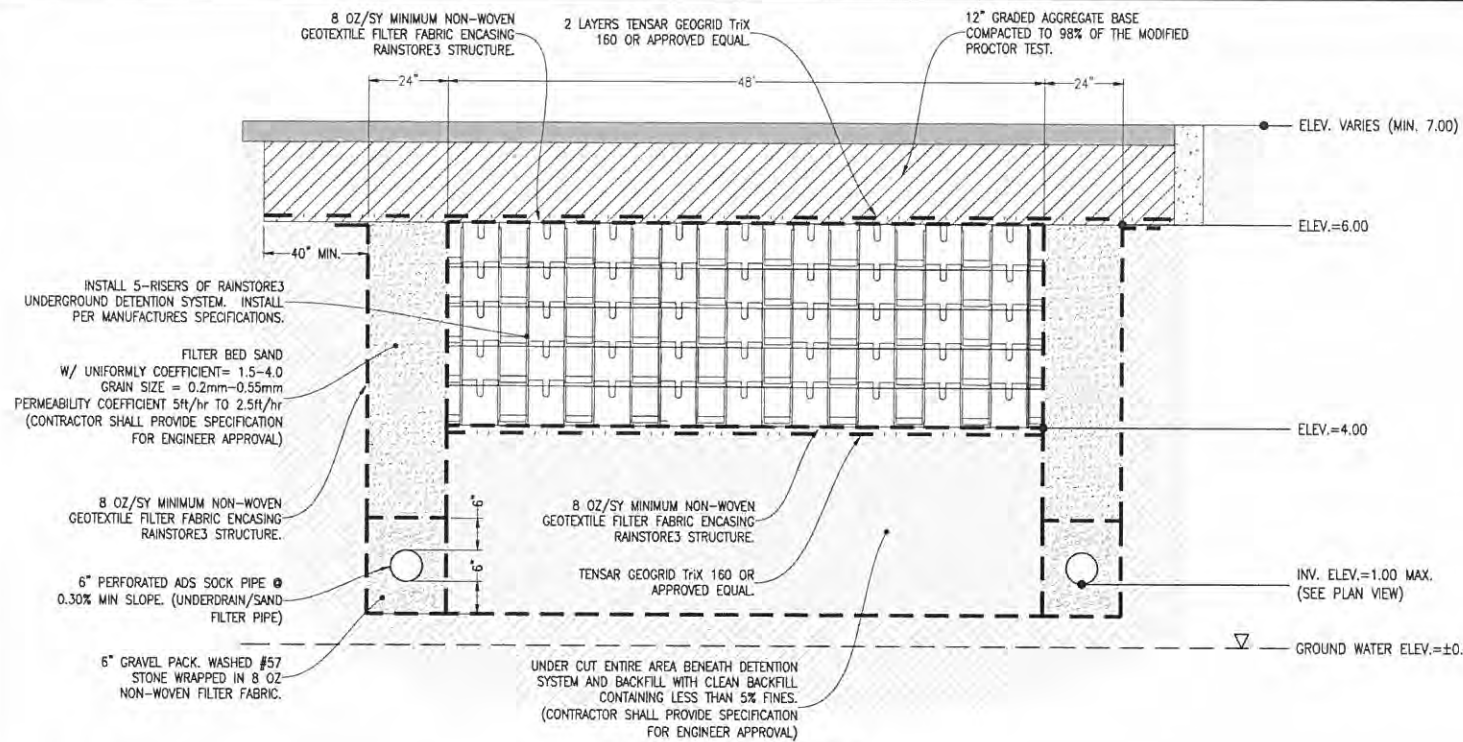 8 OZ/SY MINIMUM NON-WOVEN
GEOTEXTILE FILTER FABRIC ENCASING
RAINSTORE3 STRUCTURE.
2 LAYERS TENSAR GEOGRID TriX
160 OR APPROVED EQUAL.
12" GRADED AGGREGATE BASE
COMPACTED TO 98% OF THE MODIFIED
PROCTOR TEST.
24"
48'
24"
ELEV. VARIES (MIN. 7.00)
ELEV.=6.00
40" MIN.
INSTALL 5-RISERS OF RAINSTORE3
UNDERGROUND DETENTION SYSTEM. INSTALL
PER MANUFACTURES SPECIFICATIONS.
FILTER BED SAND
W/ UNIFORMLY COEFFICIENT= 1.5-4.0
GRAIN SIZE = 0.2mm-0.55mm
PERMEABILITY COEFFICIENT 5ft/hr TO 2.5ft/hr
(CONTRACTOR SHALL PROVIDE SPECIFICATION
FOR ENGINEER APPROVAL)
ELEV.=4.00
8 OZ/SY MINIMUM NON-WOVEN
GEOTEXTILE FILTER FABRIC ENCASING
RAINSTORE3 STRUCTURE.
6"
6"
8 OZ/SY MINIMUM NON-WOVEN
GEOTEXTILE FILTER FABRIC ENCASING
RAINSTORE3 STRUCTURE.
TENSAR GEOGRID TriX 160 OR
APPROVED EQUAL.
6" PERFORATED ADS SOCK PIPE @
0.30% MIN SLOPE. (UNDERDRAIN/SAND
FILTER PIPE)
INV. ELEV.=1.00 MAX.
(SEE PLAN VIEW)
6" GRAVEL PACK. WASHED #57
STONE WRAPPED IN 8 OZ
NON-WOVEN FILTER FABRIC.
UNDER CUT ENTIRE AREA BENEATH DETENTION
SYSTEM AND BACKFILL WITH CLEAN BACKFILL
CONTAINING LESS THAN 5% FINES.
(CONTRACTOR SHALL PROVIDE SPECIFICATION
FOR ENGINEER APPROVAL)
GROUND WATER ELEV.=±0.